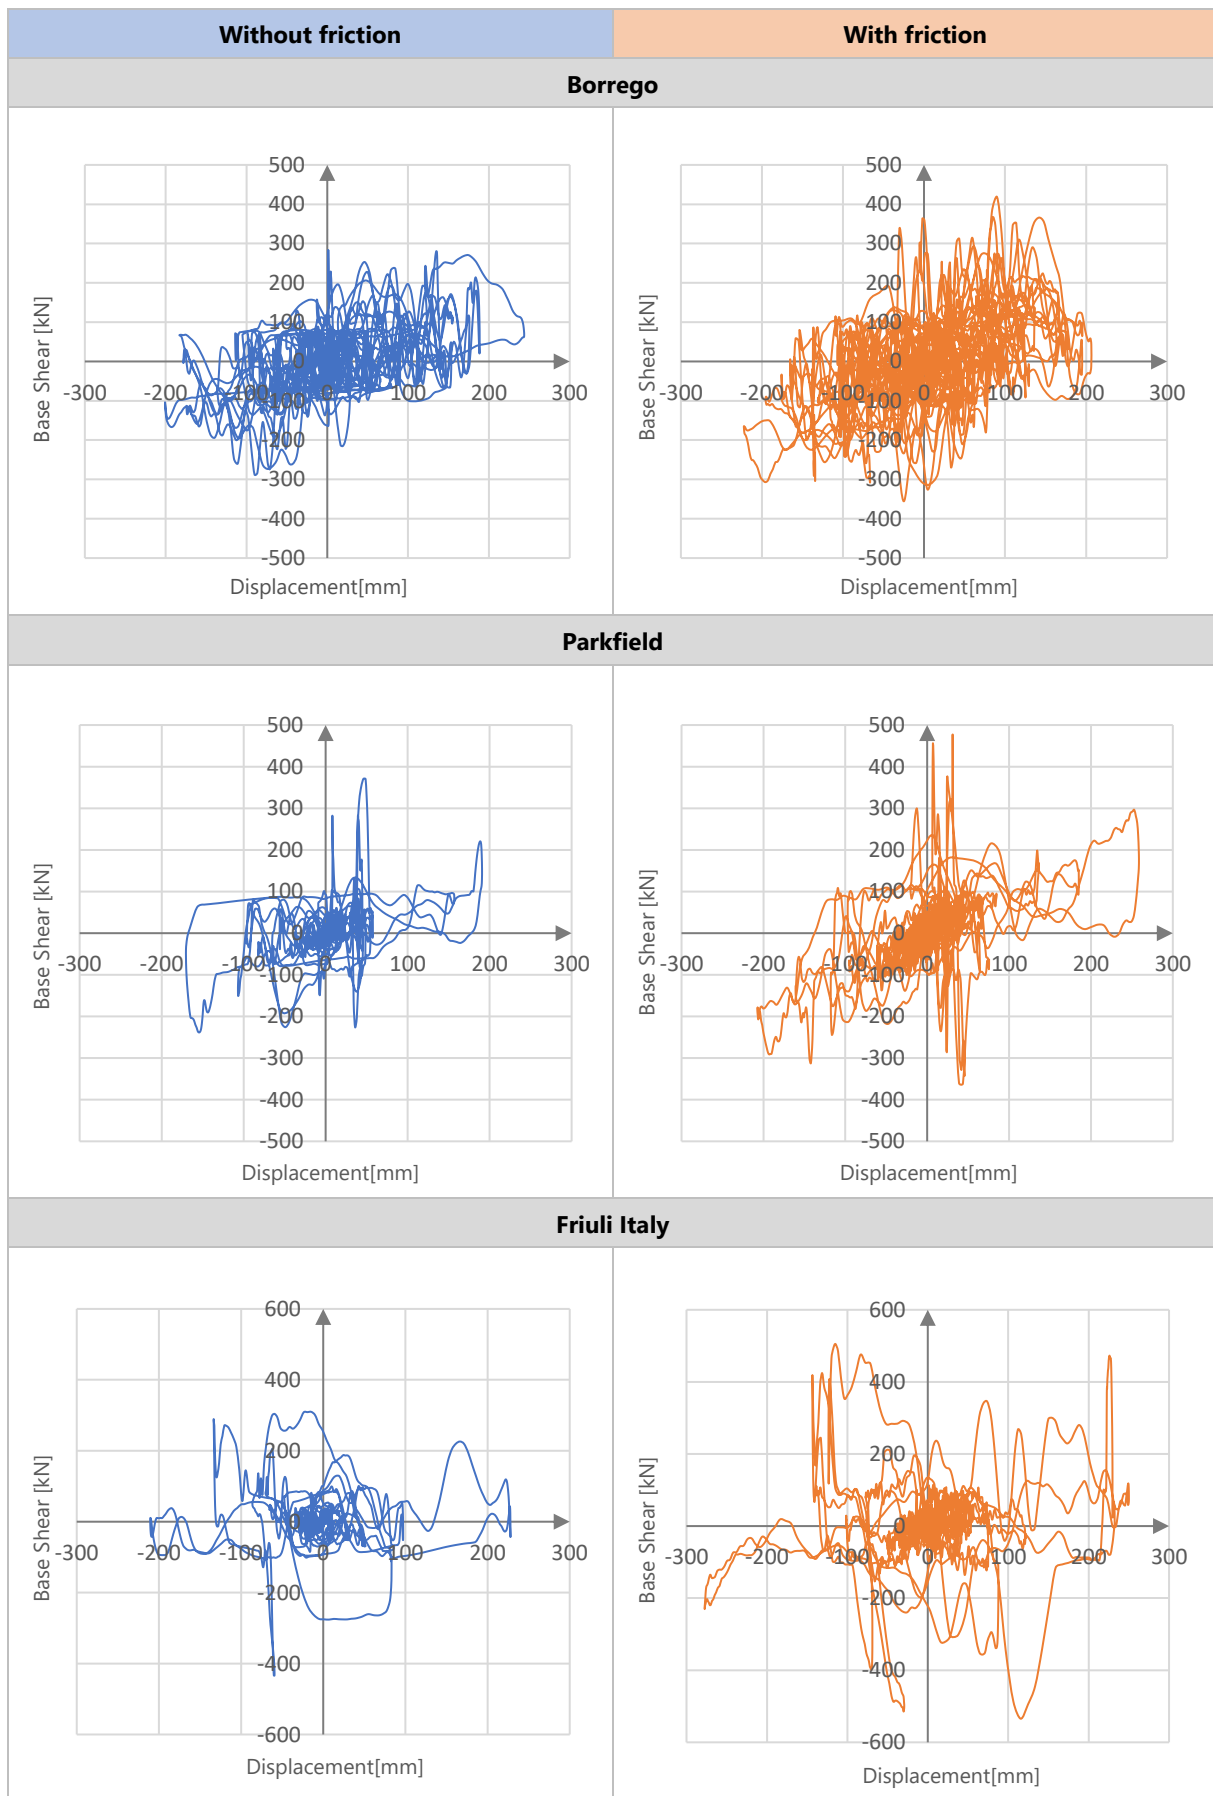 Without friction With friction
Borrego
500 500
400 400
300 300
200 200
100 100
0 0
-300 -200 -100 0 100 200 300 -300 -200 -100 0 100 200 300
-100 -100
-200 -200
-300 -300
-400 -400
-500 -500
Base Shear [kN] Base Shear [kN]
Displacement[mm] Displacement[mm]
Parkfield
500 500
400 400
300 300
200 200
100 100
0 0
-300 -200 -100 0 100 200 300 -300 -200 -100 0 100 200 300
-100 -100
-200 -200
-300 -300
-400 -400
-500 -500
Base Shear [kN] Base Shear [kN]
Displacement[mm] Displacement[mm]
Friuli Italy
600 600
400 400
200 200
0 0
-300 -200 -100 0 100 200 300 -300 -200 -100 0 100 200 300
-200 -200
-400 -400
-600 -600
Base Shear [kN] Base Shear [kN]
Displacement[mm] Displacement[mm]